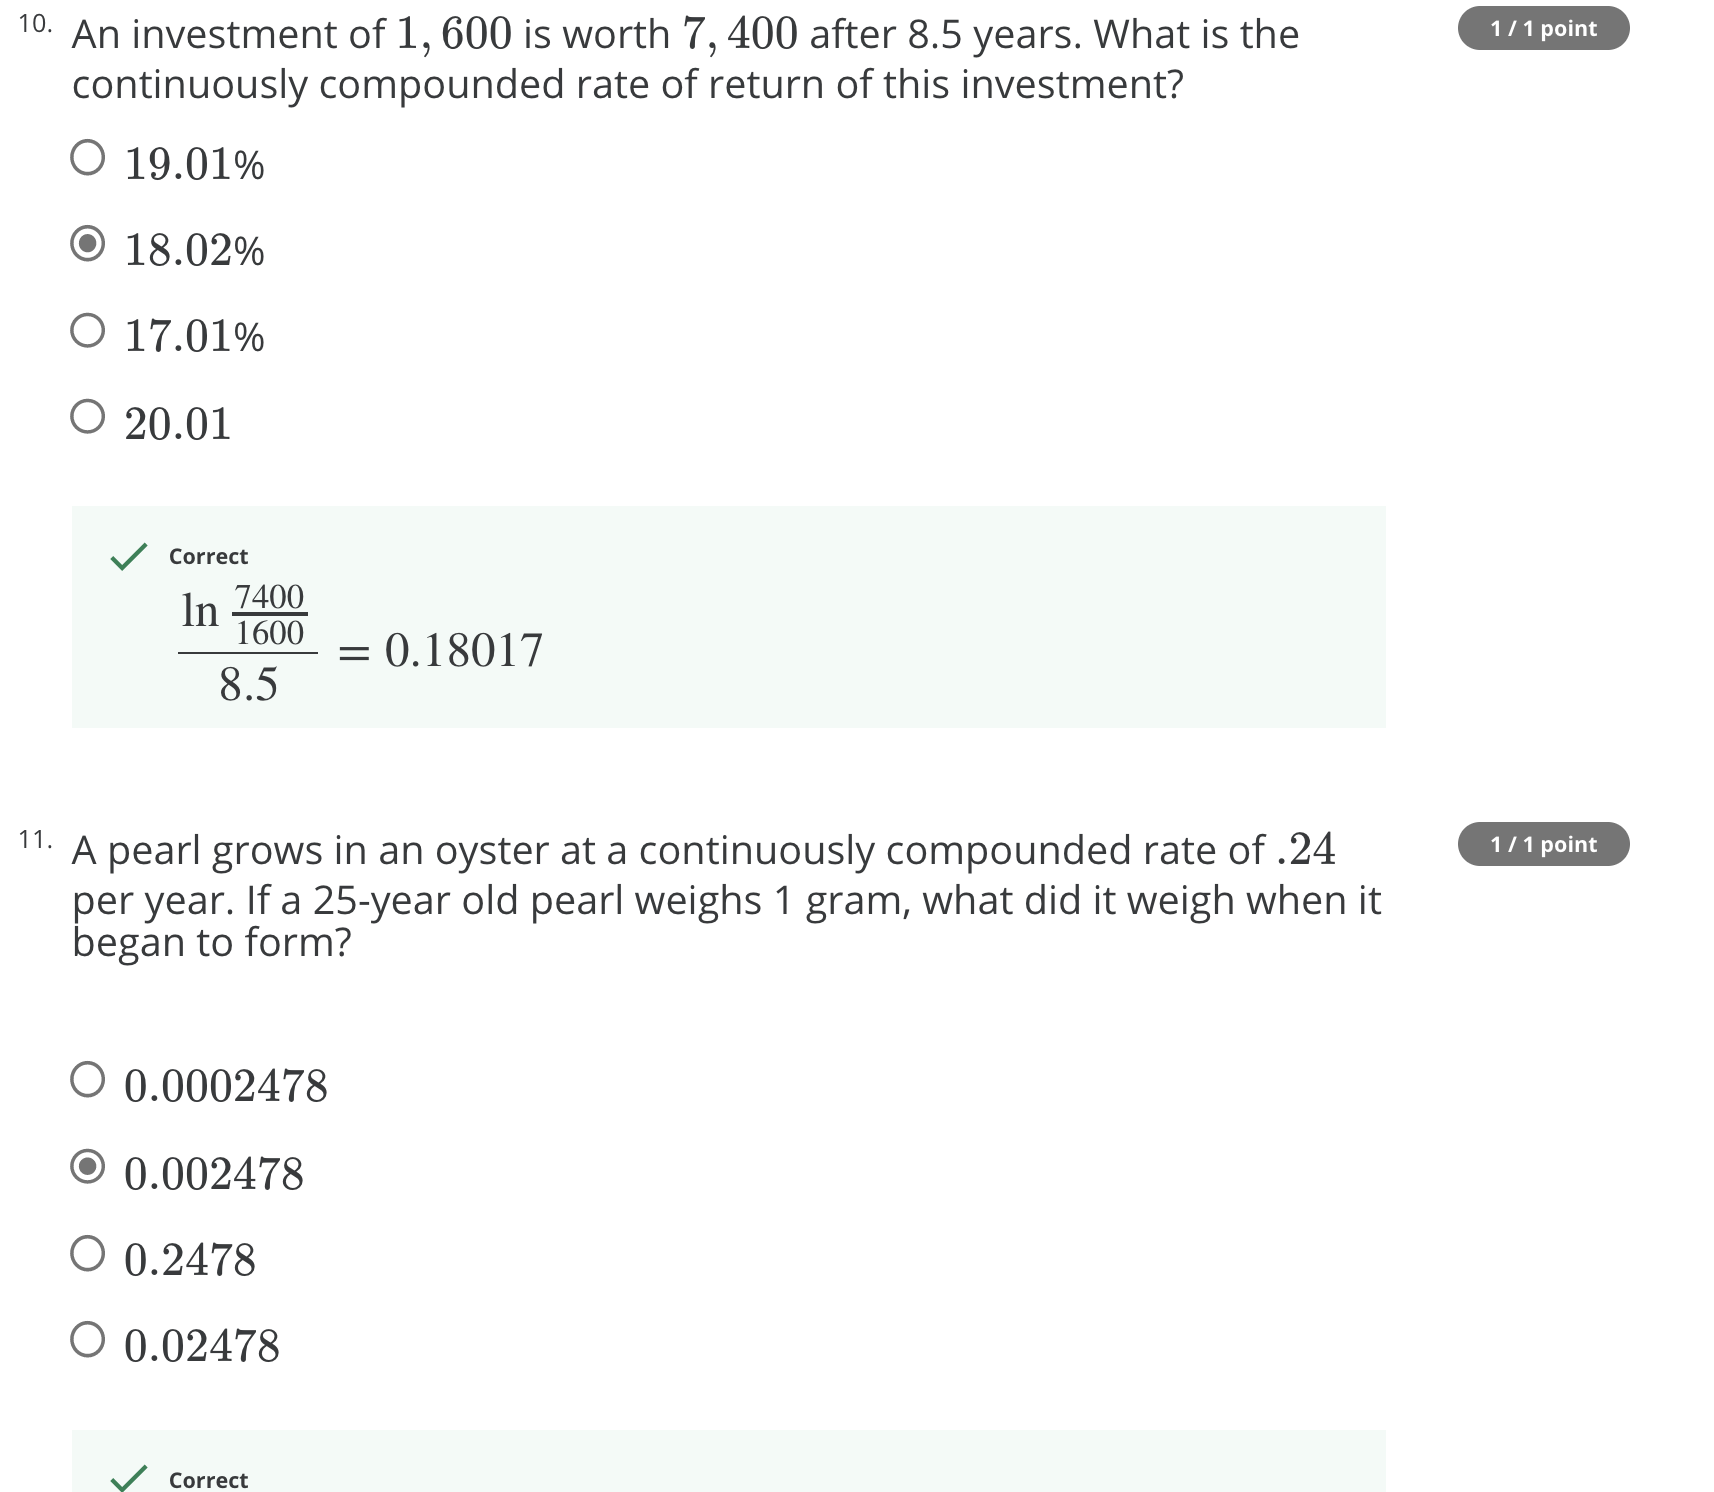 10. An investment of 1, 600 is worth 7, 400 after 8.5 years. What is the
1 / 1 point
continuously compounded rate of return of this investment?
19.01%
18.02%
17.01%
20.01
Correct
ln 7400/1600
/ 8.5 = 0.18017
11. A pearl grows in an oyster at a continuously compounded rate of .24
1 / 1 point
per year. If a 25-year old pearl weighs 1 gram, what did it weigh when it
began to form?
0.0002478
0.002478
0.2478
0.02478
Correct